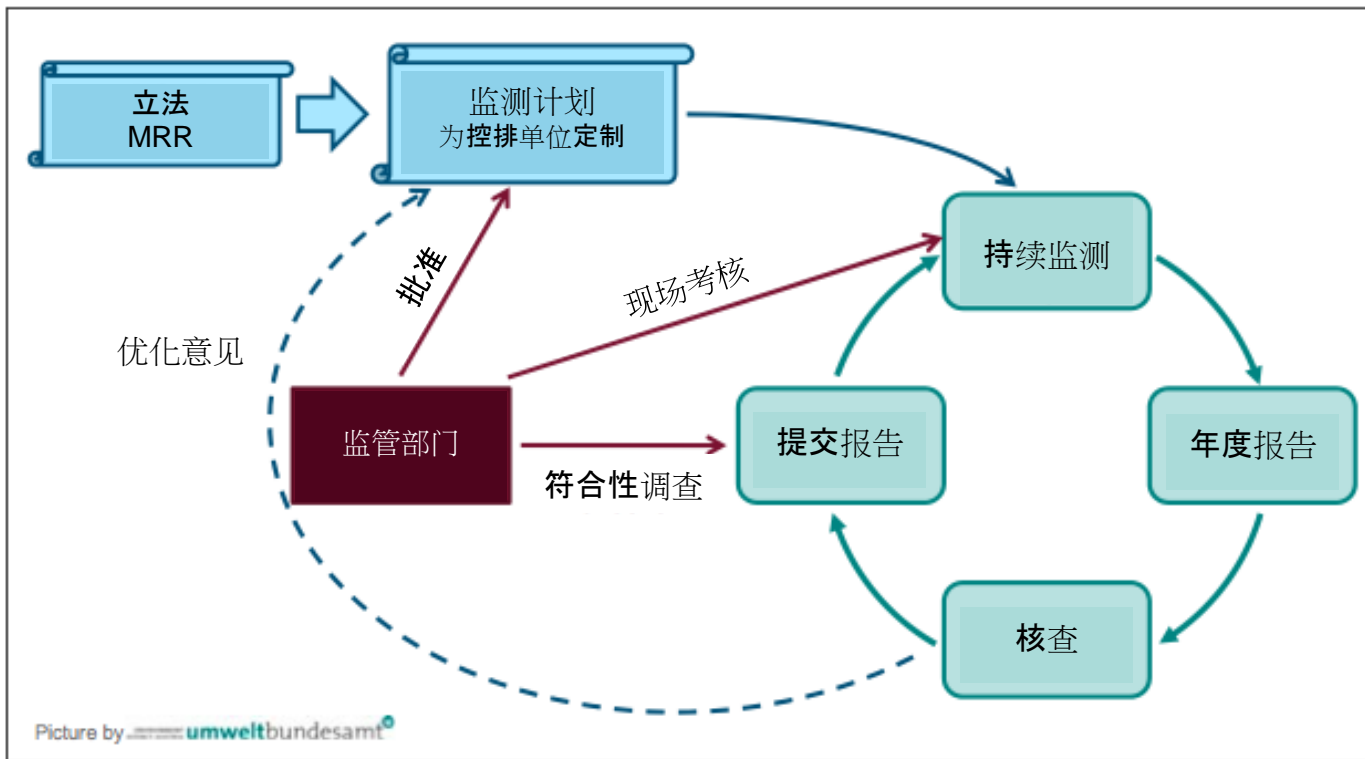 立法
MRR
监测计划
为控排单位定制
持续监测
批准
现场考核
优化意见
监管部门
提交报告
年度报告
符合性调查
核查
Picture by
umweltbundesamt